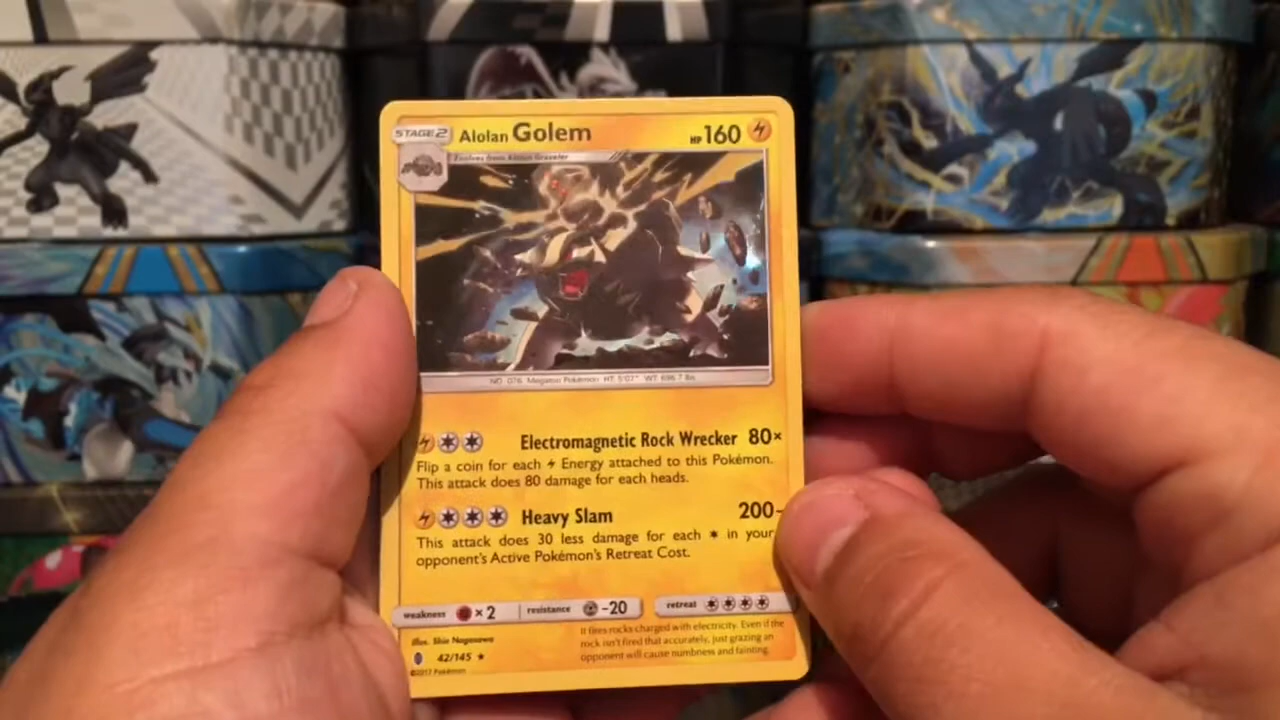 STAGE 2 Alolan Golem HP 160
Evolves from Alolan Graveler
NO. 076 Megaton Pokémon HT: 5'07" WT: 696.7 lbs.
Electromagnetic Rock Wrecker 80×
Flip a coin for each Energy attached to this Pokémon.
This attack does 80 damage for each heads.
Heavy Slam 200-
This attack does 30 less damage for each in your
opponent's Active Pokémon's Retreat Cost.
weakness ×2 resistance -20 retreat
Illus. Shin Nagasawa
42/145
©2017 Pokémon
It fires rocks charged with electricity. Even if the
rock isn't fired that accurately, just grazing an
opponent will cause numbness and fainting.